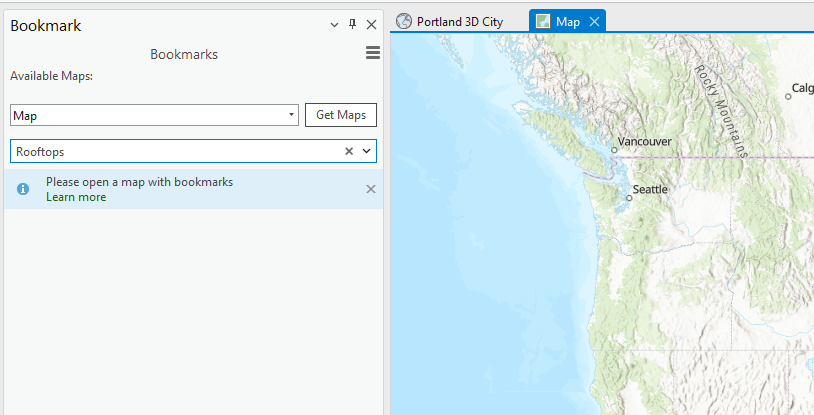 Bookmark
Bookmarks
Available Maps:
Map
Get Maps
Rooftops
Please open a map with bookmarks
Learn more
Portland 3D City
Map
Rocky Mountains
Calg
Vancouver
Seattle